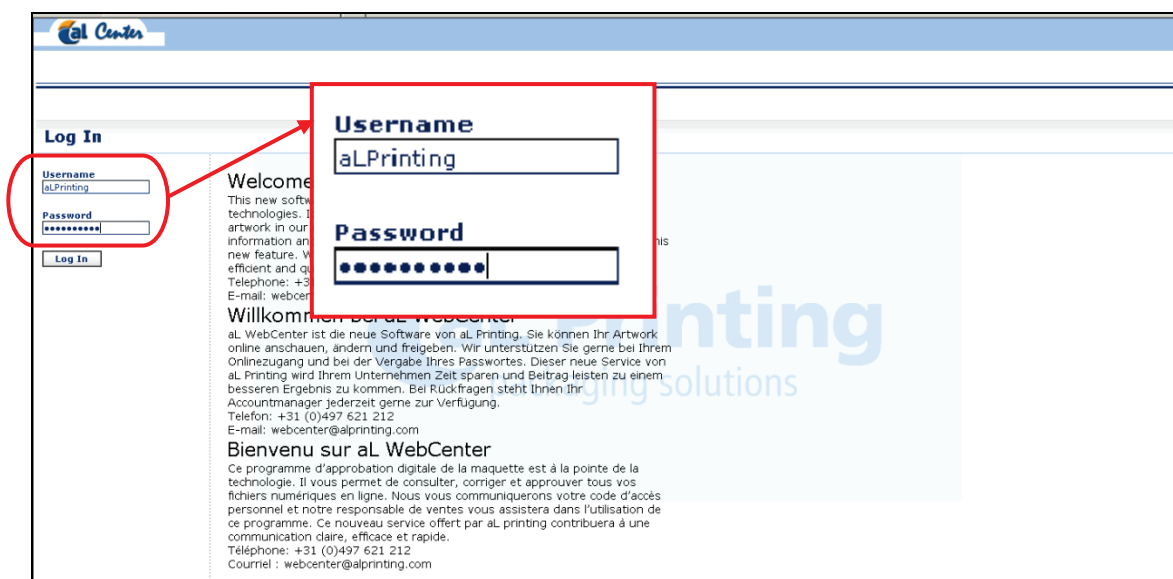 aL Center
Log In
Username
aLPrinting
Password
••••••••••
Log In
Username
aLPrinting
Password
••••••••••
Welcome
This new softw
technologies. I
artwork in our
information an his
new feature. W
efficient and qu
Telephone: +3
E-mail: webcen
Willkommen bei aL WebCenter
aL WebCenter ist die neue Software von aL Printing. Sie können Ihr Artwork
online anschauen, ändern und freigeben. Wir unterstützen Sie gerne bei Ihrem
Onlinezugang und bei der Vergabe Ihres Passwortes. Dieser neue Service von
aL Printing wird Ihrem Unternehmen Zeit sparen und Beitrag leisten zu einem
besseren Ergebnis zu kommen. Bei Rückfragen steht Ihnen Ihr
Accountmanager jederzeit gerne zur Verfügung.
Telefon: +31 (0)497 621 212
E-mail: webcenter@alprinting.com
Bienvenu sur aL WebCenter
Ce programme d'approbation digitale de la maquette est à la pointe de la
technologie. Il vous permet de consulter, corriger et approuver tous vos
fichiers numériques en ligne. Nous vous communiquerons votre code d'accès
personnel et notre responsable de ventes vous assistera dans l'utilisation de
ce programme. Ce nouveau service offert par aL printing contribuera à une
communication claire, efficace et rapide.
Téléphone: +31 (0)497 621 212
Courriel : webcenter@alprinting.com
aL Printing
packaging solutions